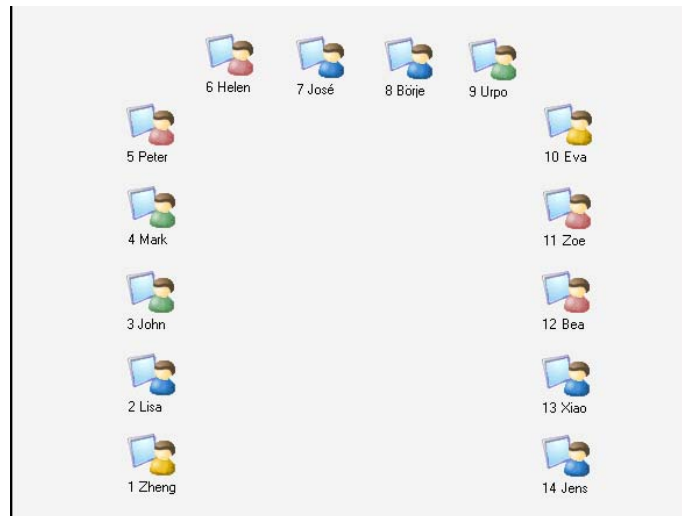 6 Helen
7 José
8 Börje
9 Urpo
5 Peter
10 Eva
4 Mark
11 Zoe
3 John
12 Bea
2 Lisa
13 Xiao
1 Zheng
14 Jens